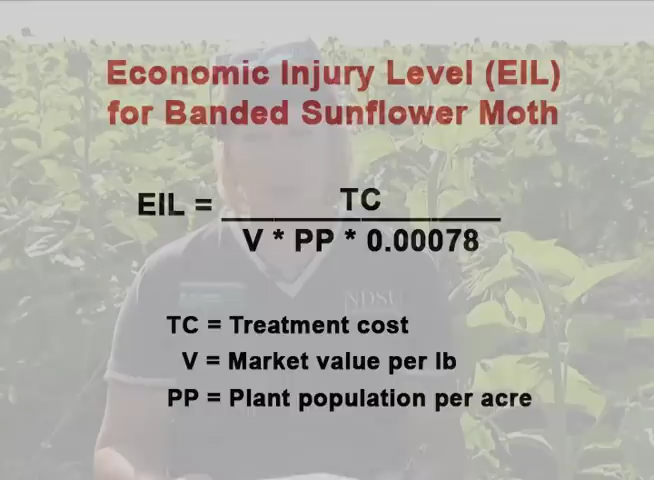 Economic Injury Level (EIL)
for Banded Sunflower Moth
EIL = TC
V * PP * 0.00078
NDSU
TC = Treatment cost
V = Market value per lb
PP = Plant population per acre